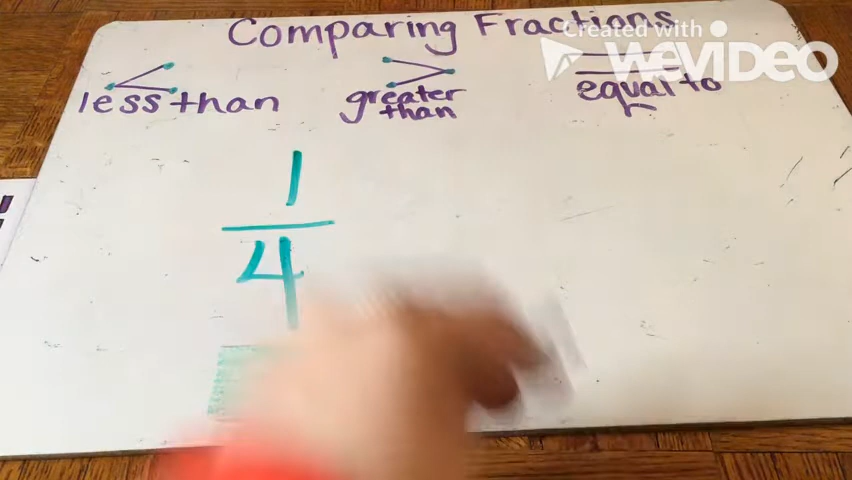 Comparing Fractions
Created with
WEVIDEO
<
>
=
less than
greater
than
equal to
1
4